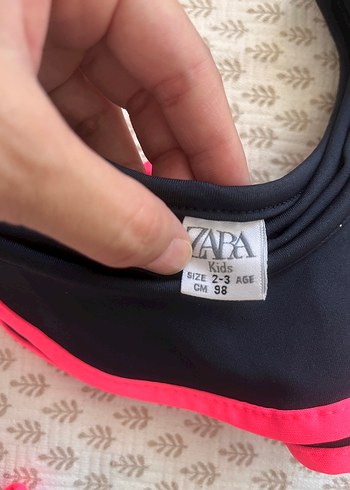 ZARA
Kids
SIZE 2-3 AGE
CM 98